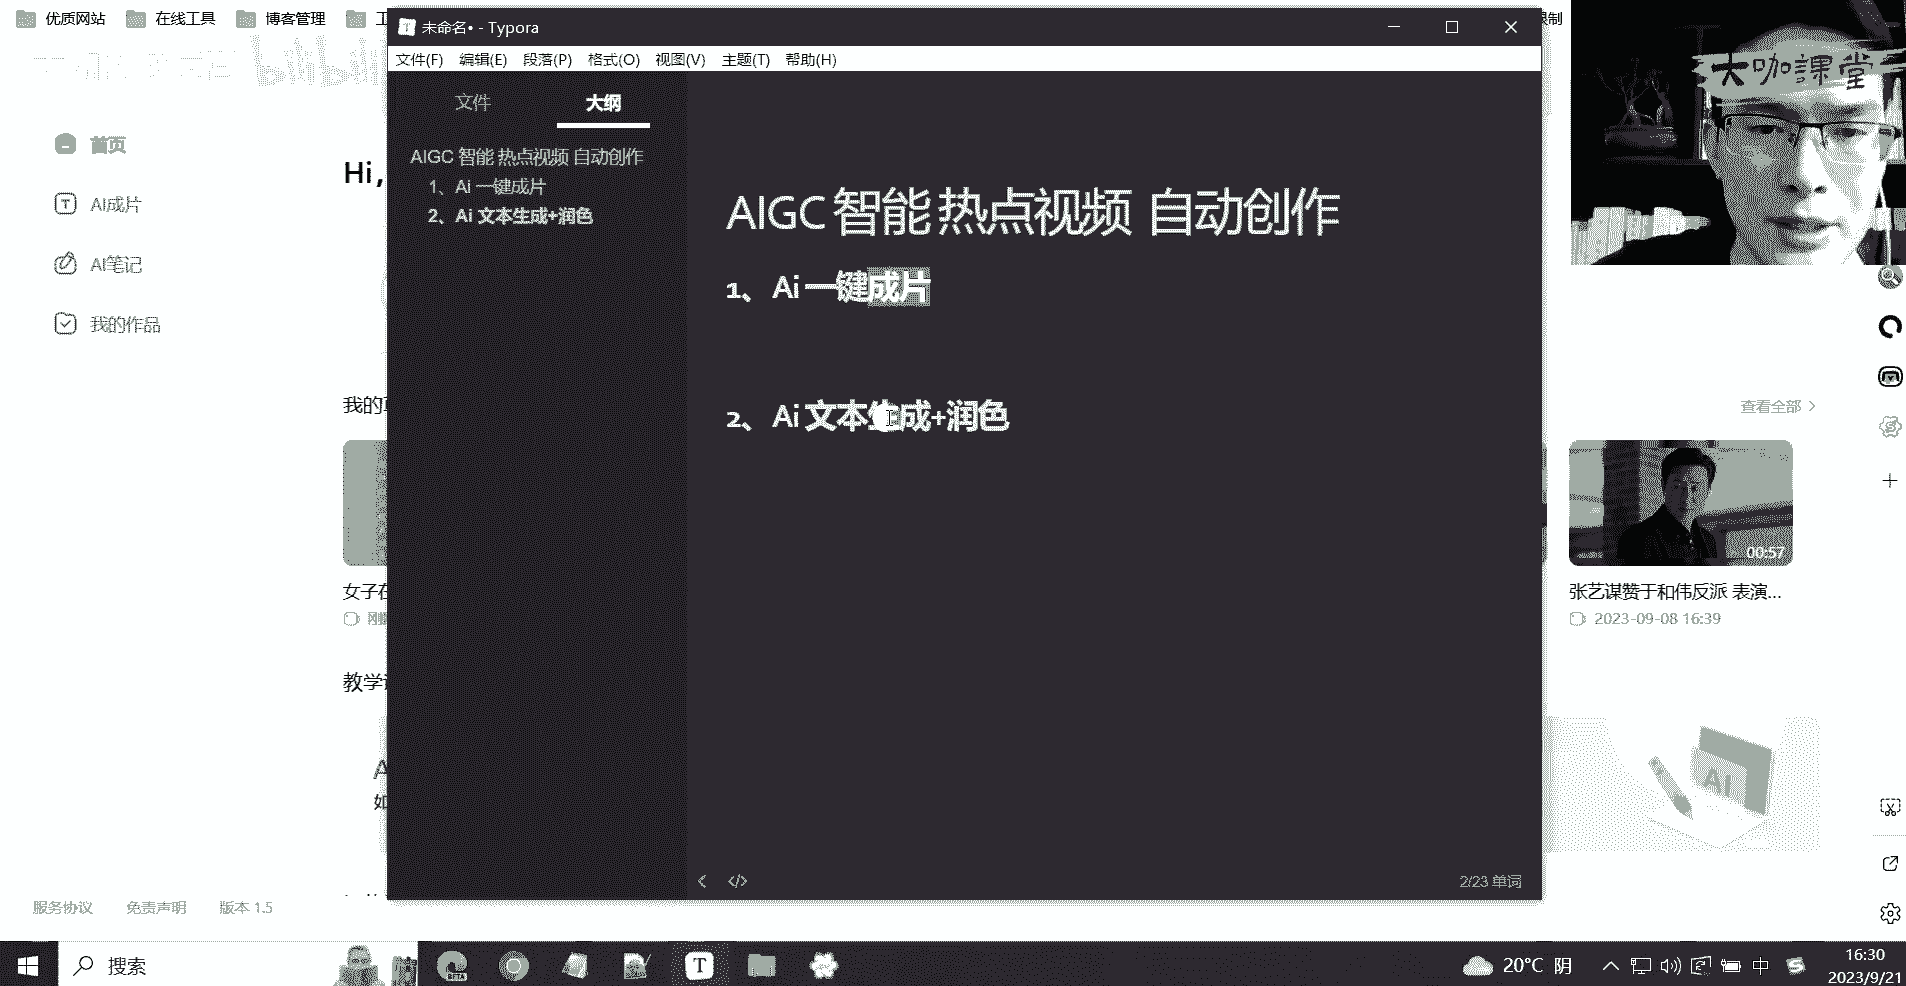 优质网站
在线工具
博客管理
未命名• - Typora
文件(F) 编辑(E) 段落(P) 格式(O) 视图(V) 主题(T) 帮助(H)
文件
大纲
AIGC 智能 热点视频 自动创作
1、Ai 一键成片
2、Ai 文本生成+润色
AIGC 智能 热点视频 自动创作
1、 Ai 一键成片
2、 Ai 文本生成+润色
2/23 单词
大咖課堂
bilibili
首页
AI成片
AI笔记
我的作品
Hi,
我的
查看全部
女子在
00:57
张艺谋赞于和伟反派 表演...
2023-09-08 16:39
教学
如
AI
服务协议
免责声明
版本 1.5
搜索
BETA
T
20°C 阴
中
16:30
2023/9/21